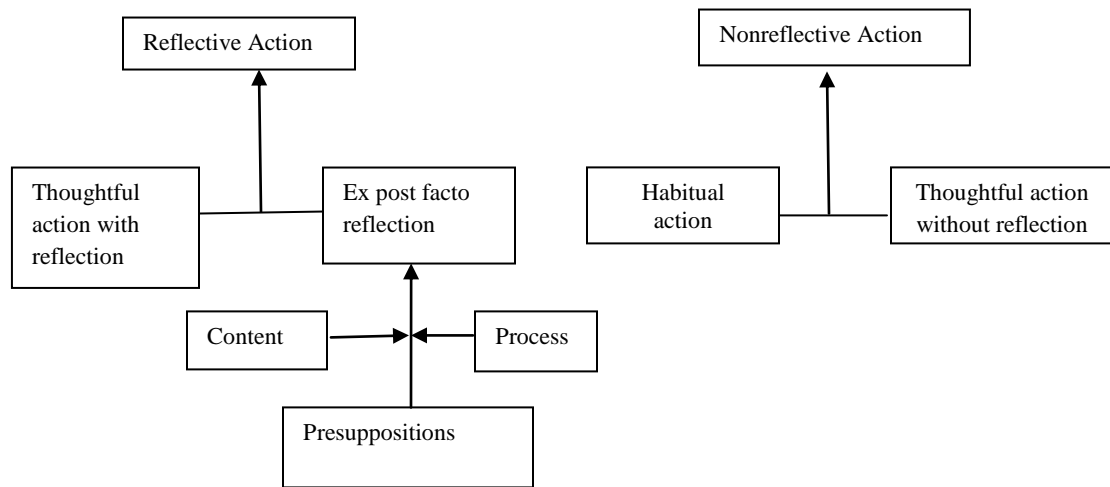 Reflective Action
Nonreflective Action
Thoughtful
action with
reflection
Ex post facto
reflection
Habitual
action
Thoughtful action
without reflection
Content
Process
Presuppositions